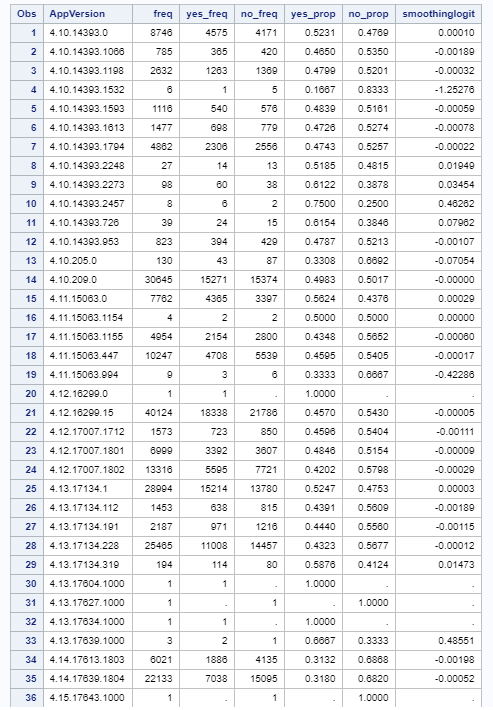 Obs AppVersion freq yes_freq no_freq yes_prop no_prop smoothinglogit
1 4.10.14393.0 8746 4575 4171 0.5231 0.4769 0.00010
2 4.10.14393.1066 785 365 420 0.4650 0.5350 -0.00189
3 4.10.14393.1198 2632 1263 1369 0.4799 0.5201 -0.00032
4 4.10.14393.1532 6 1 5 0.1667 0.8333 -1.25276
5 4.10.14393.1593 1116 540 576 0.4839 0.5161 -0.00059
6 4.10.14393.1613 1477 698 779 0.4726 0.5274 -0.00078
7 4.10.14393.1794 4862 2306 2556 0.4743 0.5257 -0.00022
8 4.10.14393.2248 27 14 13 0.5185 0.4815 0.01949
9 4.10.14393.2273 98 60 38 0.6122 0.3878 0.03454
10 4.10.14393.2457 8 6 2 0.7500 0.2500 0.46262
11 4.10.14393.726 39 24 15 0.6154 0.3846 0.07962
12 4.10.14393.953 823 394 429 0.4787 0.5213 -0.00107
13 4.10.205.0 130 43 87 0.3308 0.6692 -0.07054
14 4.10.209.0 30645 15271 15374 0.4983 0.5017 -0.00000
15 4.11.15063.0 7762 4365 3397 0.5624 0.4376 0.00029
16 4.11.15063.1154 4 2 2 0.5000 0.5000 0.00000
17 4.11.15063.1155 4954 2154 2800 0.4348 0.5652 -0.00060
18 4.11.15063.447 10247 4708 5539 0.4595 0.5405 -0.00017
19 4.11.15063.994 9 3 6 0.3333 0.6667 -0.42286
20 4.12.16299.0 1 1 . 1.0000 . .
21 4.12.16299.15 40124 18338 21786 0.4570 0.5430 -0.00005
22 4.12.17007.1712 1573 723 850 0.4596 0.5404 -0.00111
23 4.12.17007.1801 6999 3392 3607 0.4846 0.5154 -0.00009
24 4.12.17007.1802 13316 5595 7721 0.4202 0.5798 -0.00029
25 4.13.17134.1 28994 15214 13780 0.5247 0.4753 0.00003
26 4.13.17134.112 1453 638 815 0.4391 0.5609 -0.00189
27 4.13.17134.191 2187 971 1216 0.4440 0.5560 -0.00115
28 4.13.17134.228 25465 11008 14457 0.4323 0.5677 -0.00012
29 4.13.17134.319 194 114 80 0.5876 0.4124 0.01473
30 4.13.17604.1000 1 1 . 1.0000 . .
31 4.13.17627.1000 1 . 1 . 1.0000 .
32 4.13.17634.1000 1 1 . 1.0000 . .
33 4.13.17639.1000 3 2 1 0.6667 0.3333 0.48551
34 4.14.17613.1803 6021 1886 4135 0.3132 0.6868 -0.00198
35 4.14.17639.1804 22133 7038 15095 0.3180 0.6820 -0.00052
36 4.15.17643.1000 1 . 1 . 1.0000 .